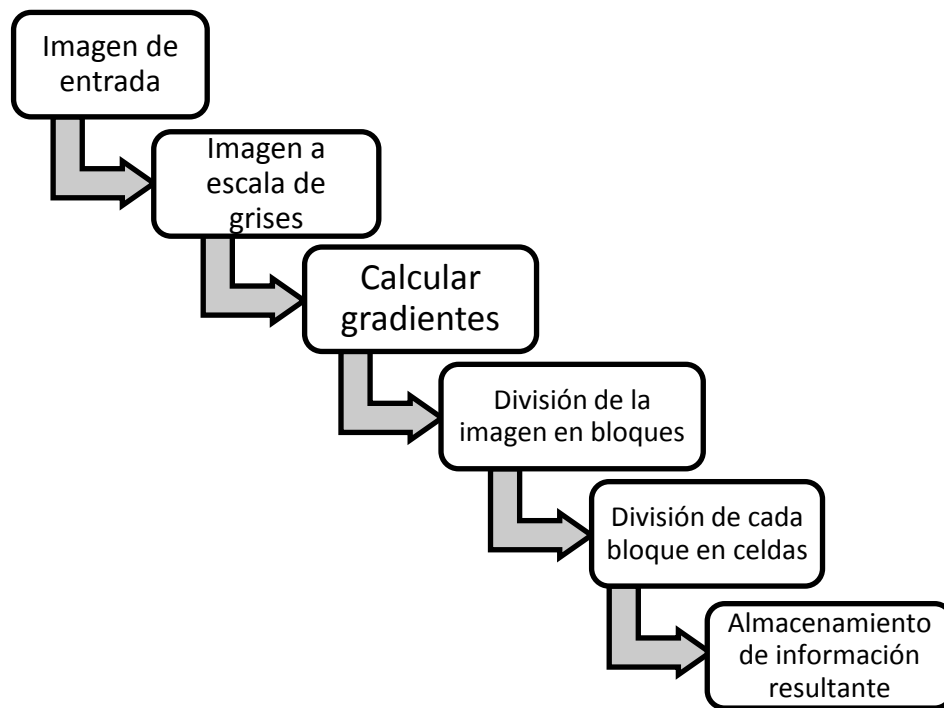 Imagen de
entrada
Imagen a
escala de
grises
Calcular
gradientes
División de la
imagen en bloques
División de cada
bloque en celdas
Almacenamiento
de información
resultante